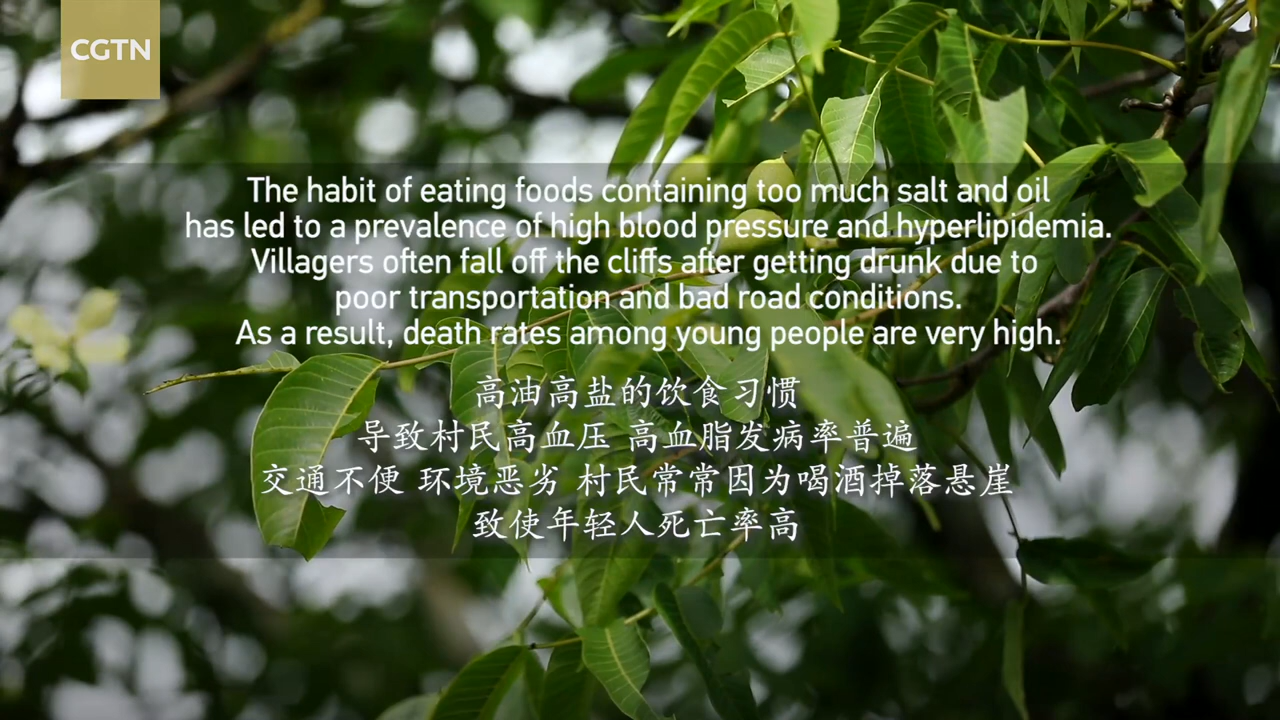 CGTN
The habit of eating foods containing too much salt and oil
has led to a prevalence of high blood pressure and hyperlipidemia.
Villagers often fall off the cliffs after getting drunk due to
poor transportation and bad road conditions.
As a result, death rates among young people are very high.
高油高盐的饮食习惯
导致村民高血压 高血脂发病率普遍
交通不便 环境恶劣 村民常常因为喝酒掉落悬崖
致使年轻人死亡率高